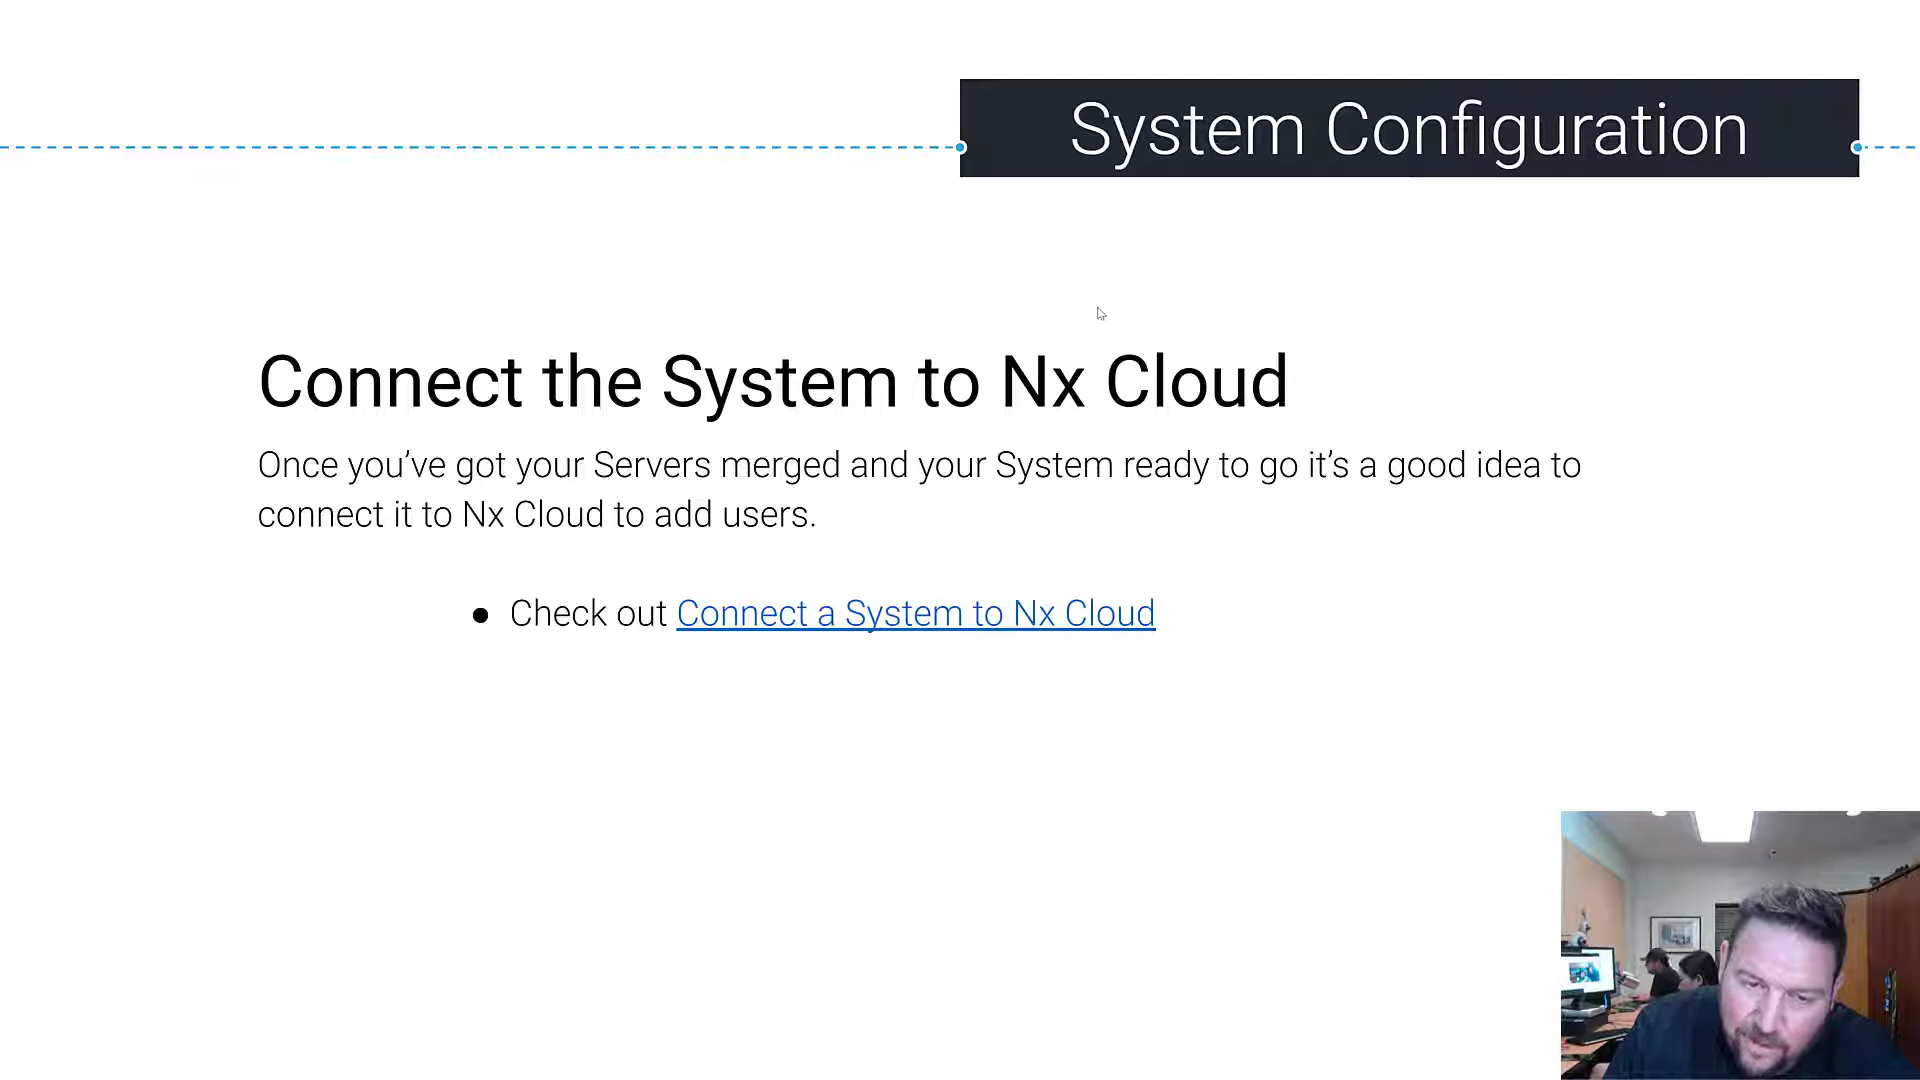 System Configuration
Connect the System to Nx Cloud
Once you’ve got your Servers merged and your System ready to go it’s a good idea to
connect it to Nx Cloud to add users.
● Check out Connect a System to Nx Cloud